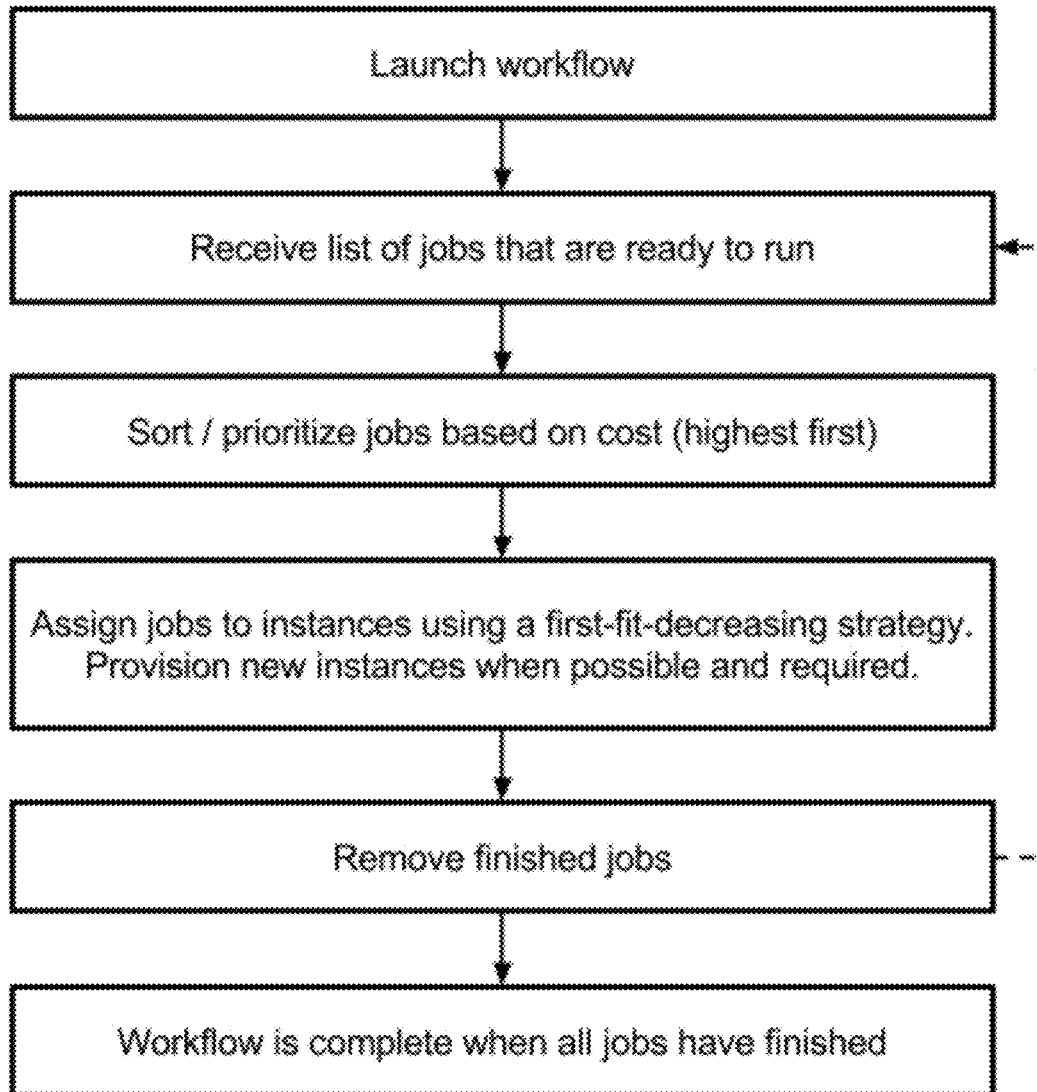 Launch workflow
Receive list of jobs that are ready to run
Sort / prioritize jobs based on cost (highest first)
Assign jobs to instances using a first-fit-decreasing strategy.
Provision new instances when possible and required.
Remove finished jobs
Workflow is complete when all jobs have finished